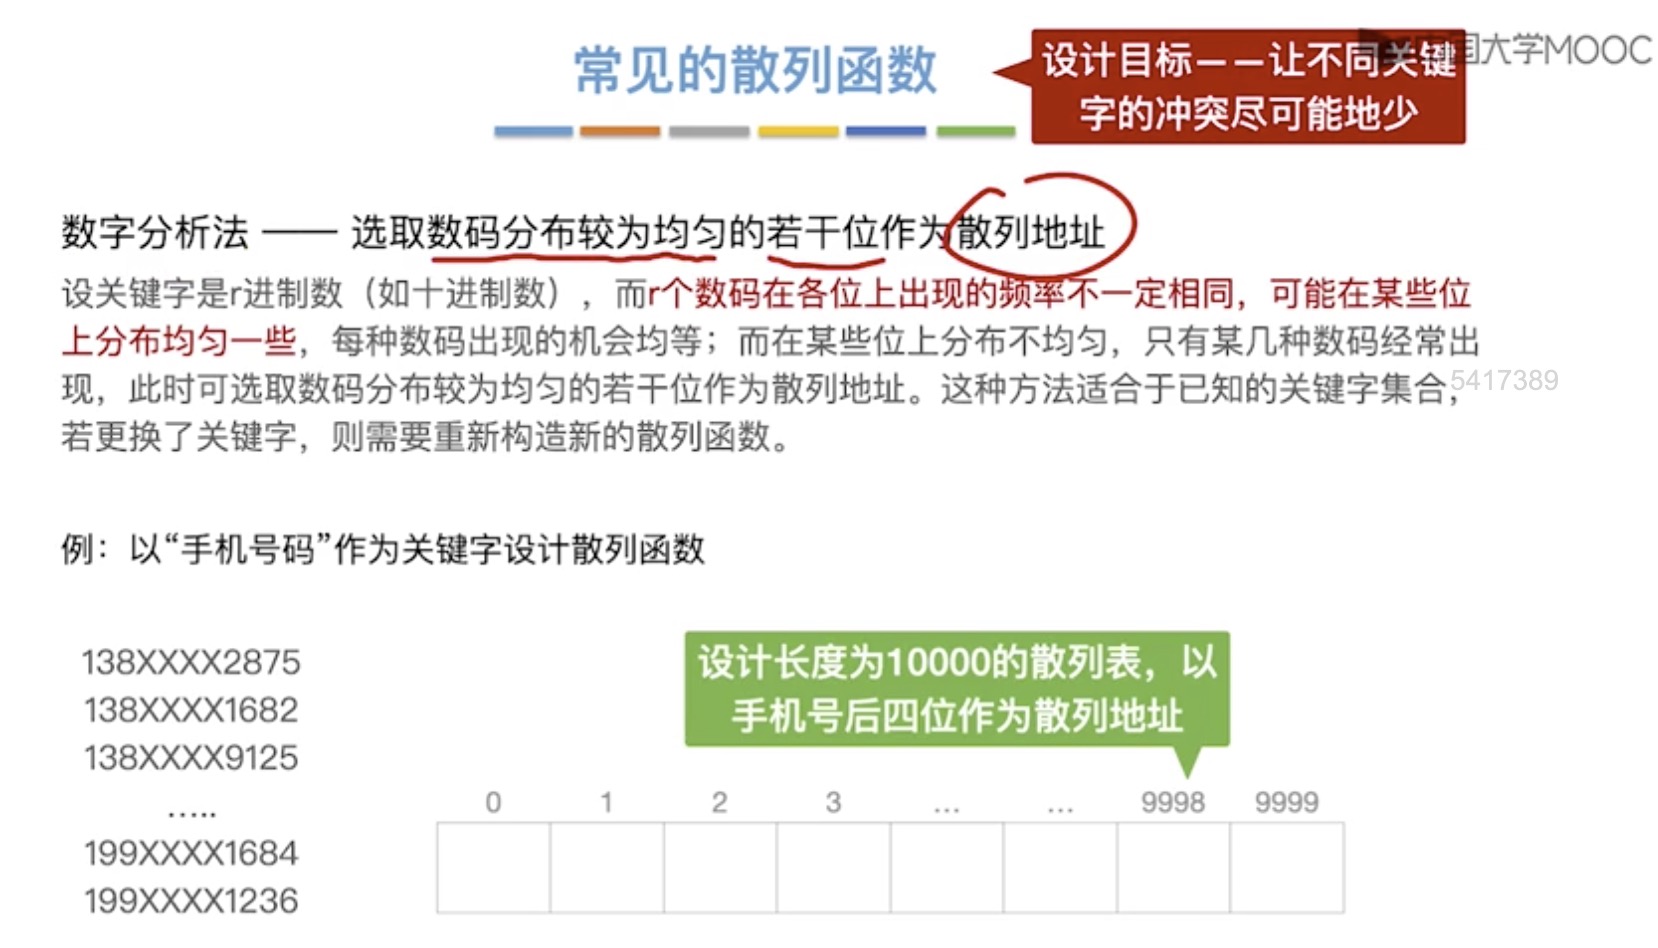 常见的散列函数
设计目标——让不同关键
字的冲突尽可能地少
中国大学MOOC
数字分析法 —— 选取数码分布较为均匀的若干位作为散列地址
设关键字是r进制数（如十进制数），而r个数码在各位上出现的频率不一定相同，可能在某些位
上分布均匀一些，每种数码出现的机会均等；而在某些位上分布不均匀，只有某几种数码经常出
现，此时可选取数码分布较为均匀的若干位作为散列地址。这种方法适合于已知的关键字集合，
5417389
若更换了关键字，则需要重新构造新的散列函数。
例：以“手机号码”作为关键字设计散列函数
138XXXX2875
138XXXX1682
138XXXX9125
.....
199XXXX1684
199XXXX1236
设计长度为10000的散列表，以
手机号后四位作为散列地址
0 1 2 3 ... ... 9998 9999